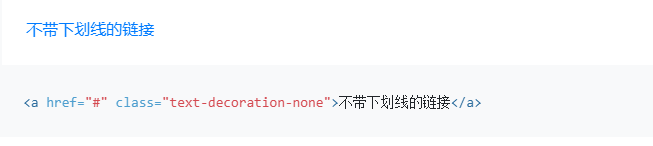 不带下划线的链接
<a href="#" class="text-decoration-none">不带下划线的链接</a>